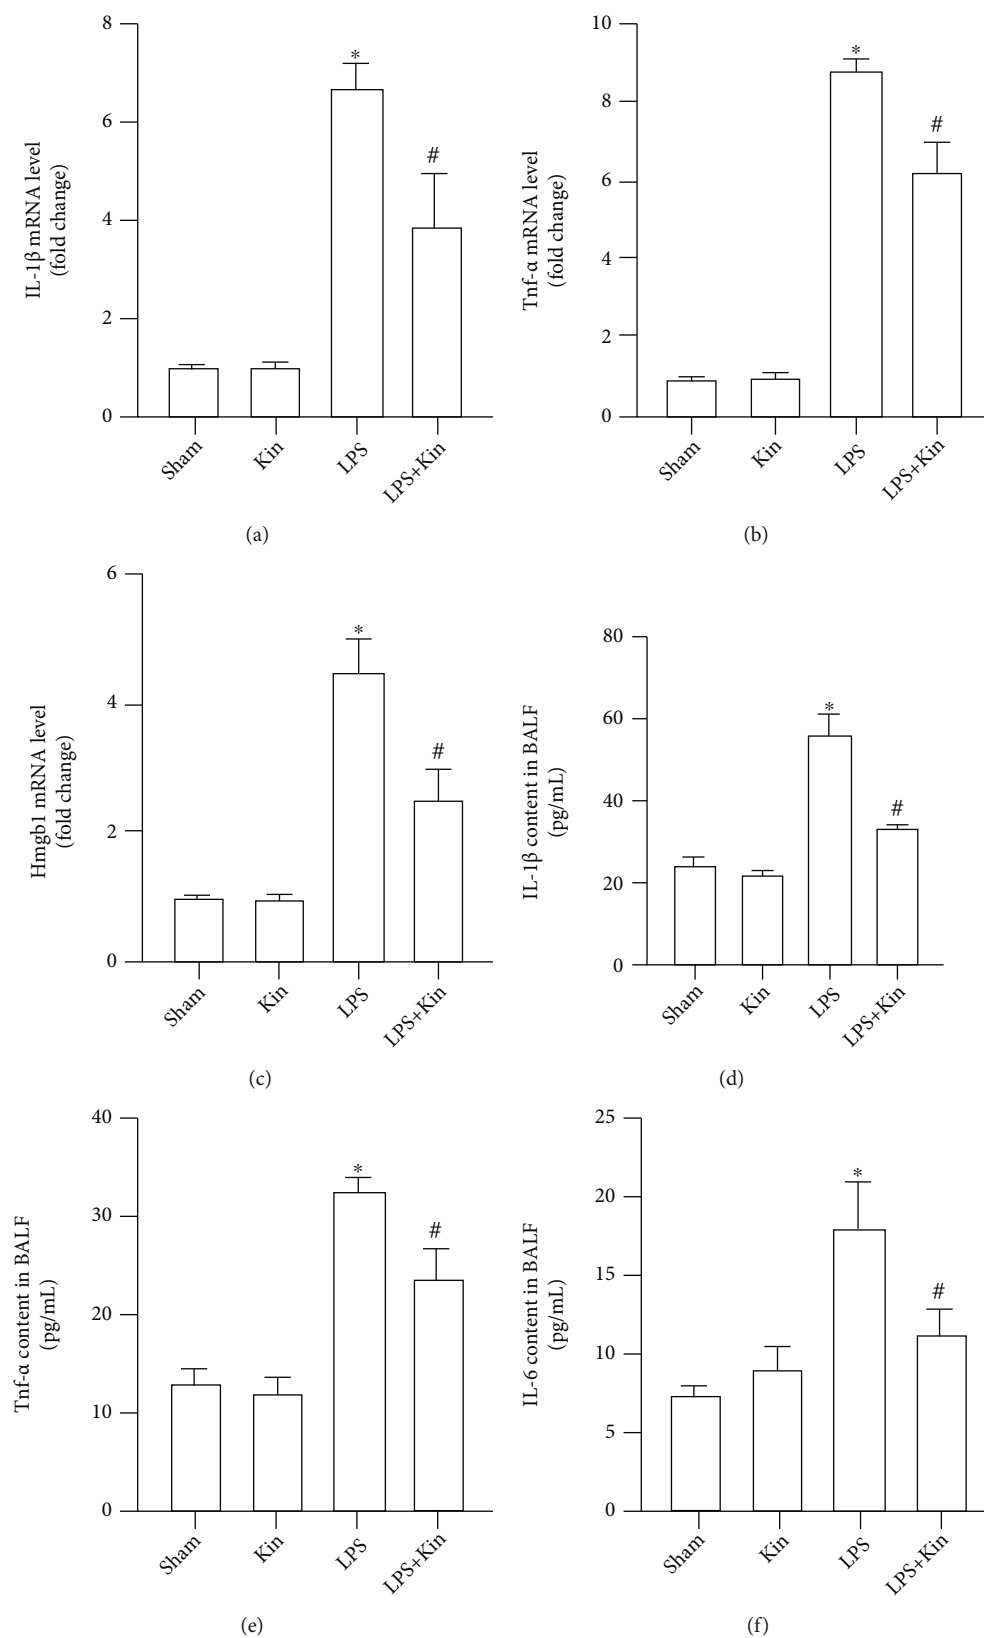 8
6
4
2
0
IL-1β mRNA level
(fold change)
*
#
Sham
Kin
LPS
LPS+Kin
(a)
10
8
6
4
2
0
Tnf-α mRNA level
(fold change)
*
#
Sham
Kin
LPS
LPS+Kin
(b)
6
4
2
0
Hmgb1 mRNA level
(fold change)
*
#
Sham
Kin
LPS
LPS+Kin
(c)
80
60
40
20
0
IL-1β content in BALF
(pg/mL)
*
#
Sham
Kin
LPS
LPS+Kin
(d)
40
30
20
10
0
Tnf-α content in BALF
(pg/mL)
*
#
Sham
Kin
LPS
LPS+Kin
(e)
25
20
15
10
5
0
IL-6 content in BALF
(pg/mL)
*
#
Sham
Kin
LPS
LPS+Kin
(f)